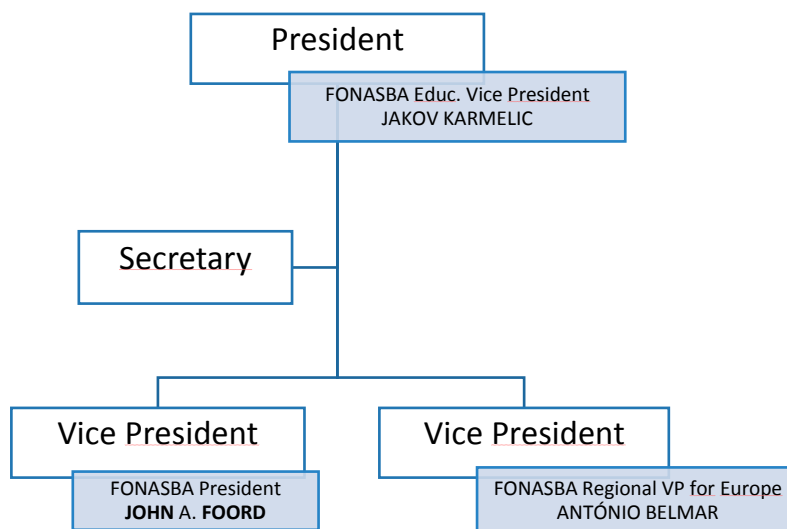 President
FONASBA Educ. Vice President
JAKOV KARMELIC
Secretary
Vice President
FONASBA President
JOHN A. FOORD
Vice President
FONASBA Regional VP for Europe
ANTÓNIO BELMAR